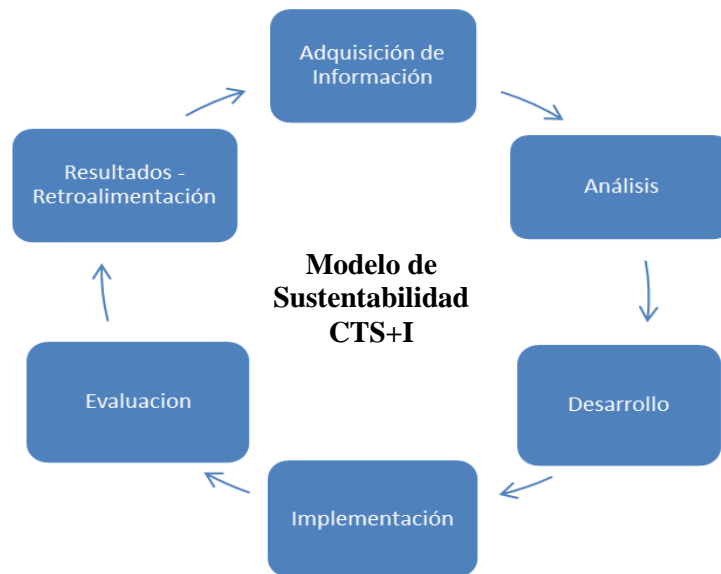 Adquisición de
Información
Análisis
Desarrollo
Implementación
Evaluacion
Resultados -
Retroalimentación
Modelo de
Sustentabilidad
CTS+I